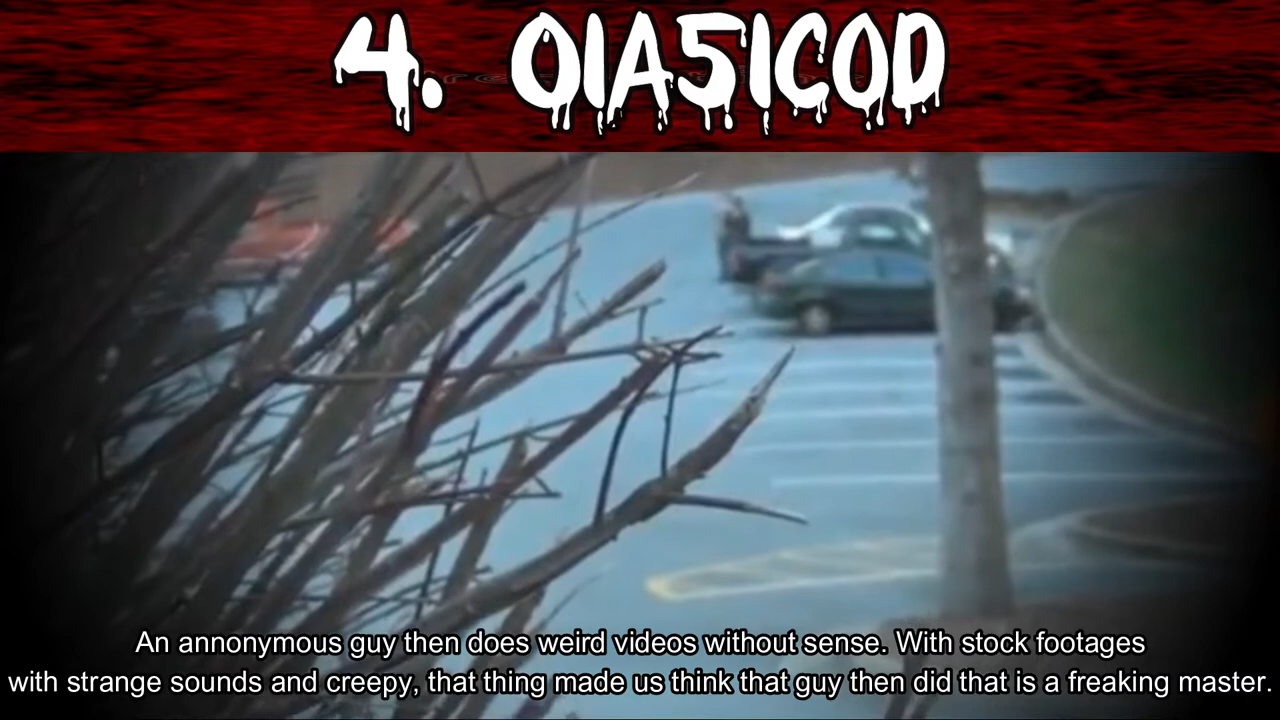 4. OIA51COD
An annonymous guy then does weird videos without sense. With stock footages
with strange sounds and creepy, that thing made us think that guy then did that is a freaking master.